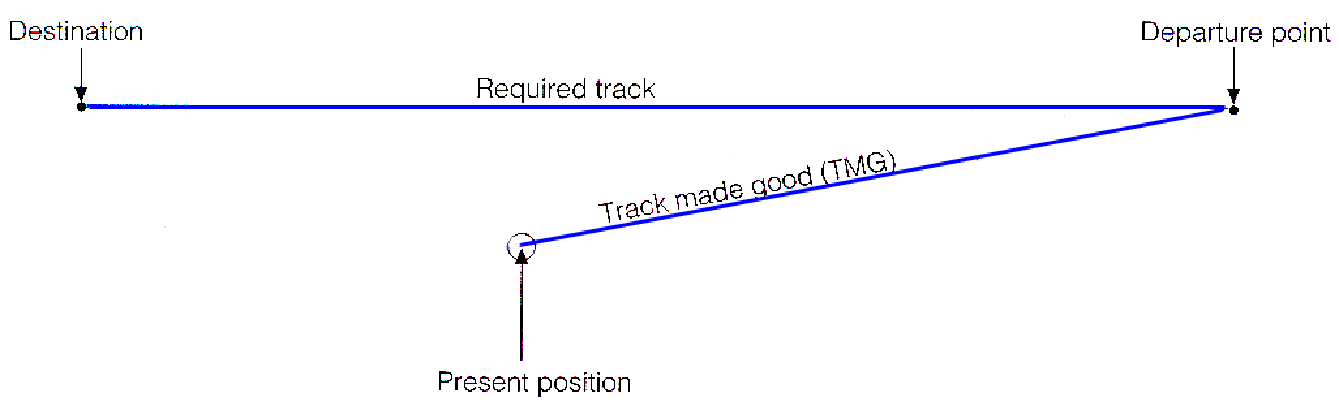 Destination
Departure point
Required track
Track made good (TMG)
Present position